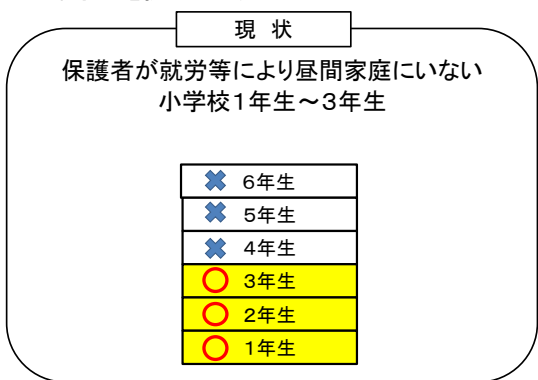 現 状
保護者が就労等により昼間家庭にいない
小学校１年生～３年生
６年生
５年生
４年生
３年生
２年生
１年生